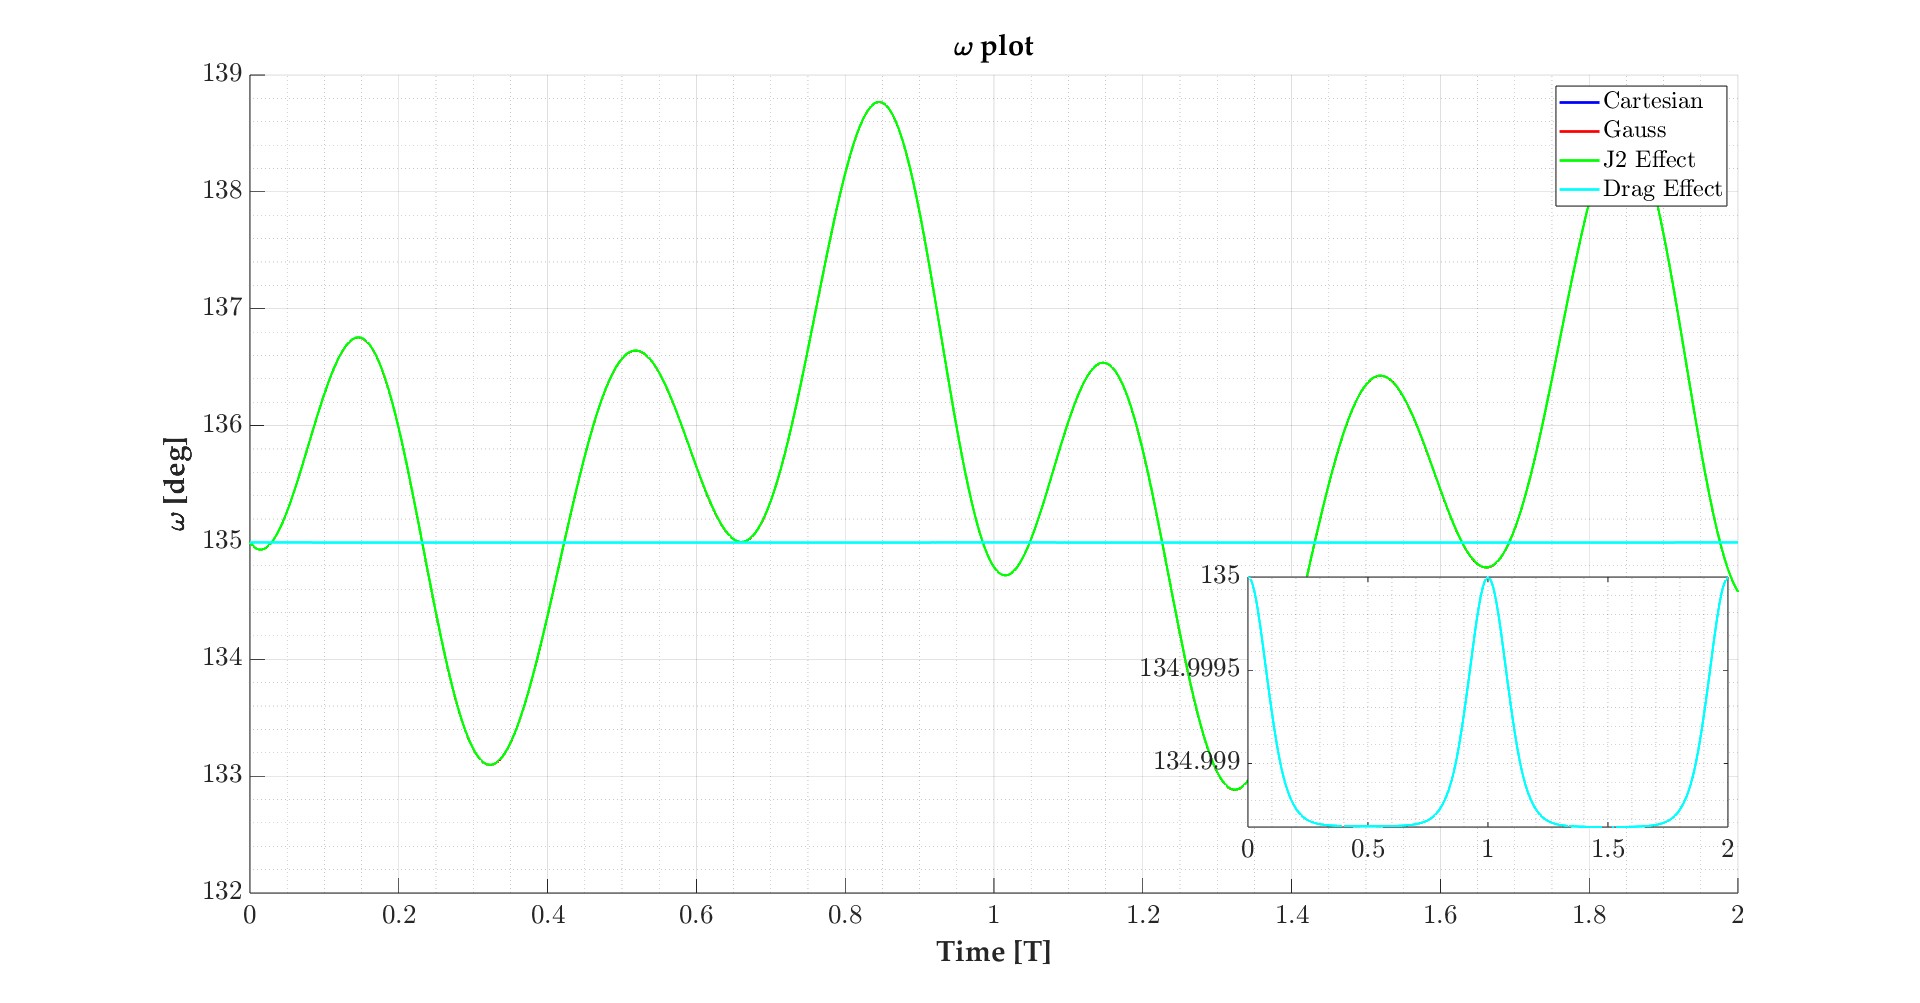 ω plot
139
138
137
136
135
134
133
132
ω [deg]
Cartesian
Gauss
J2 Effect
Drag Effect
135
134.9995
134.999
0 0.5 1 1.5 2
0 0.2 0.4 0.6 0.8 1 1.2 1.4 1.6 1.8 2
Time [T]